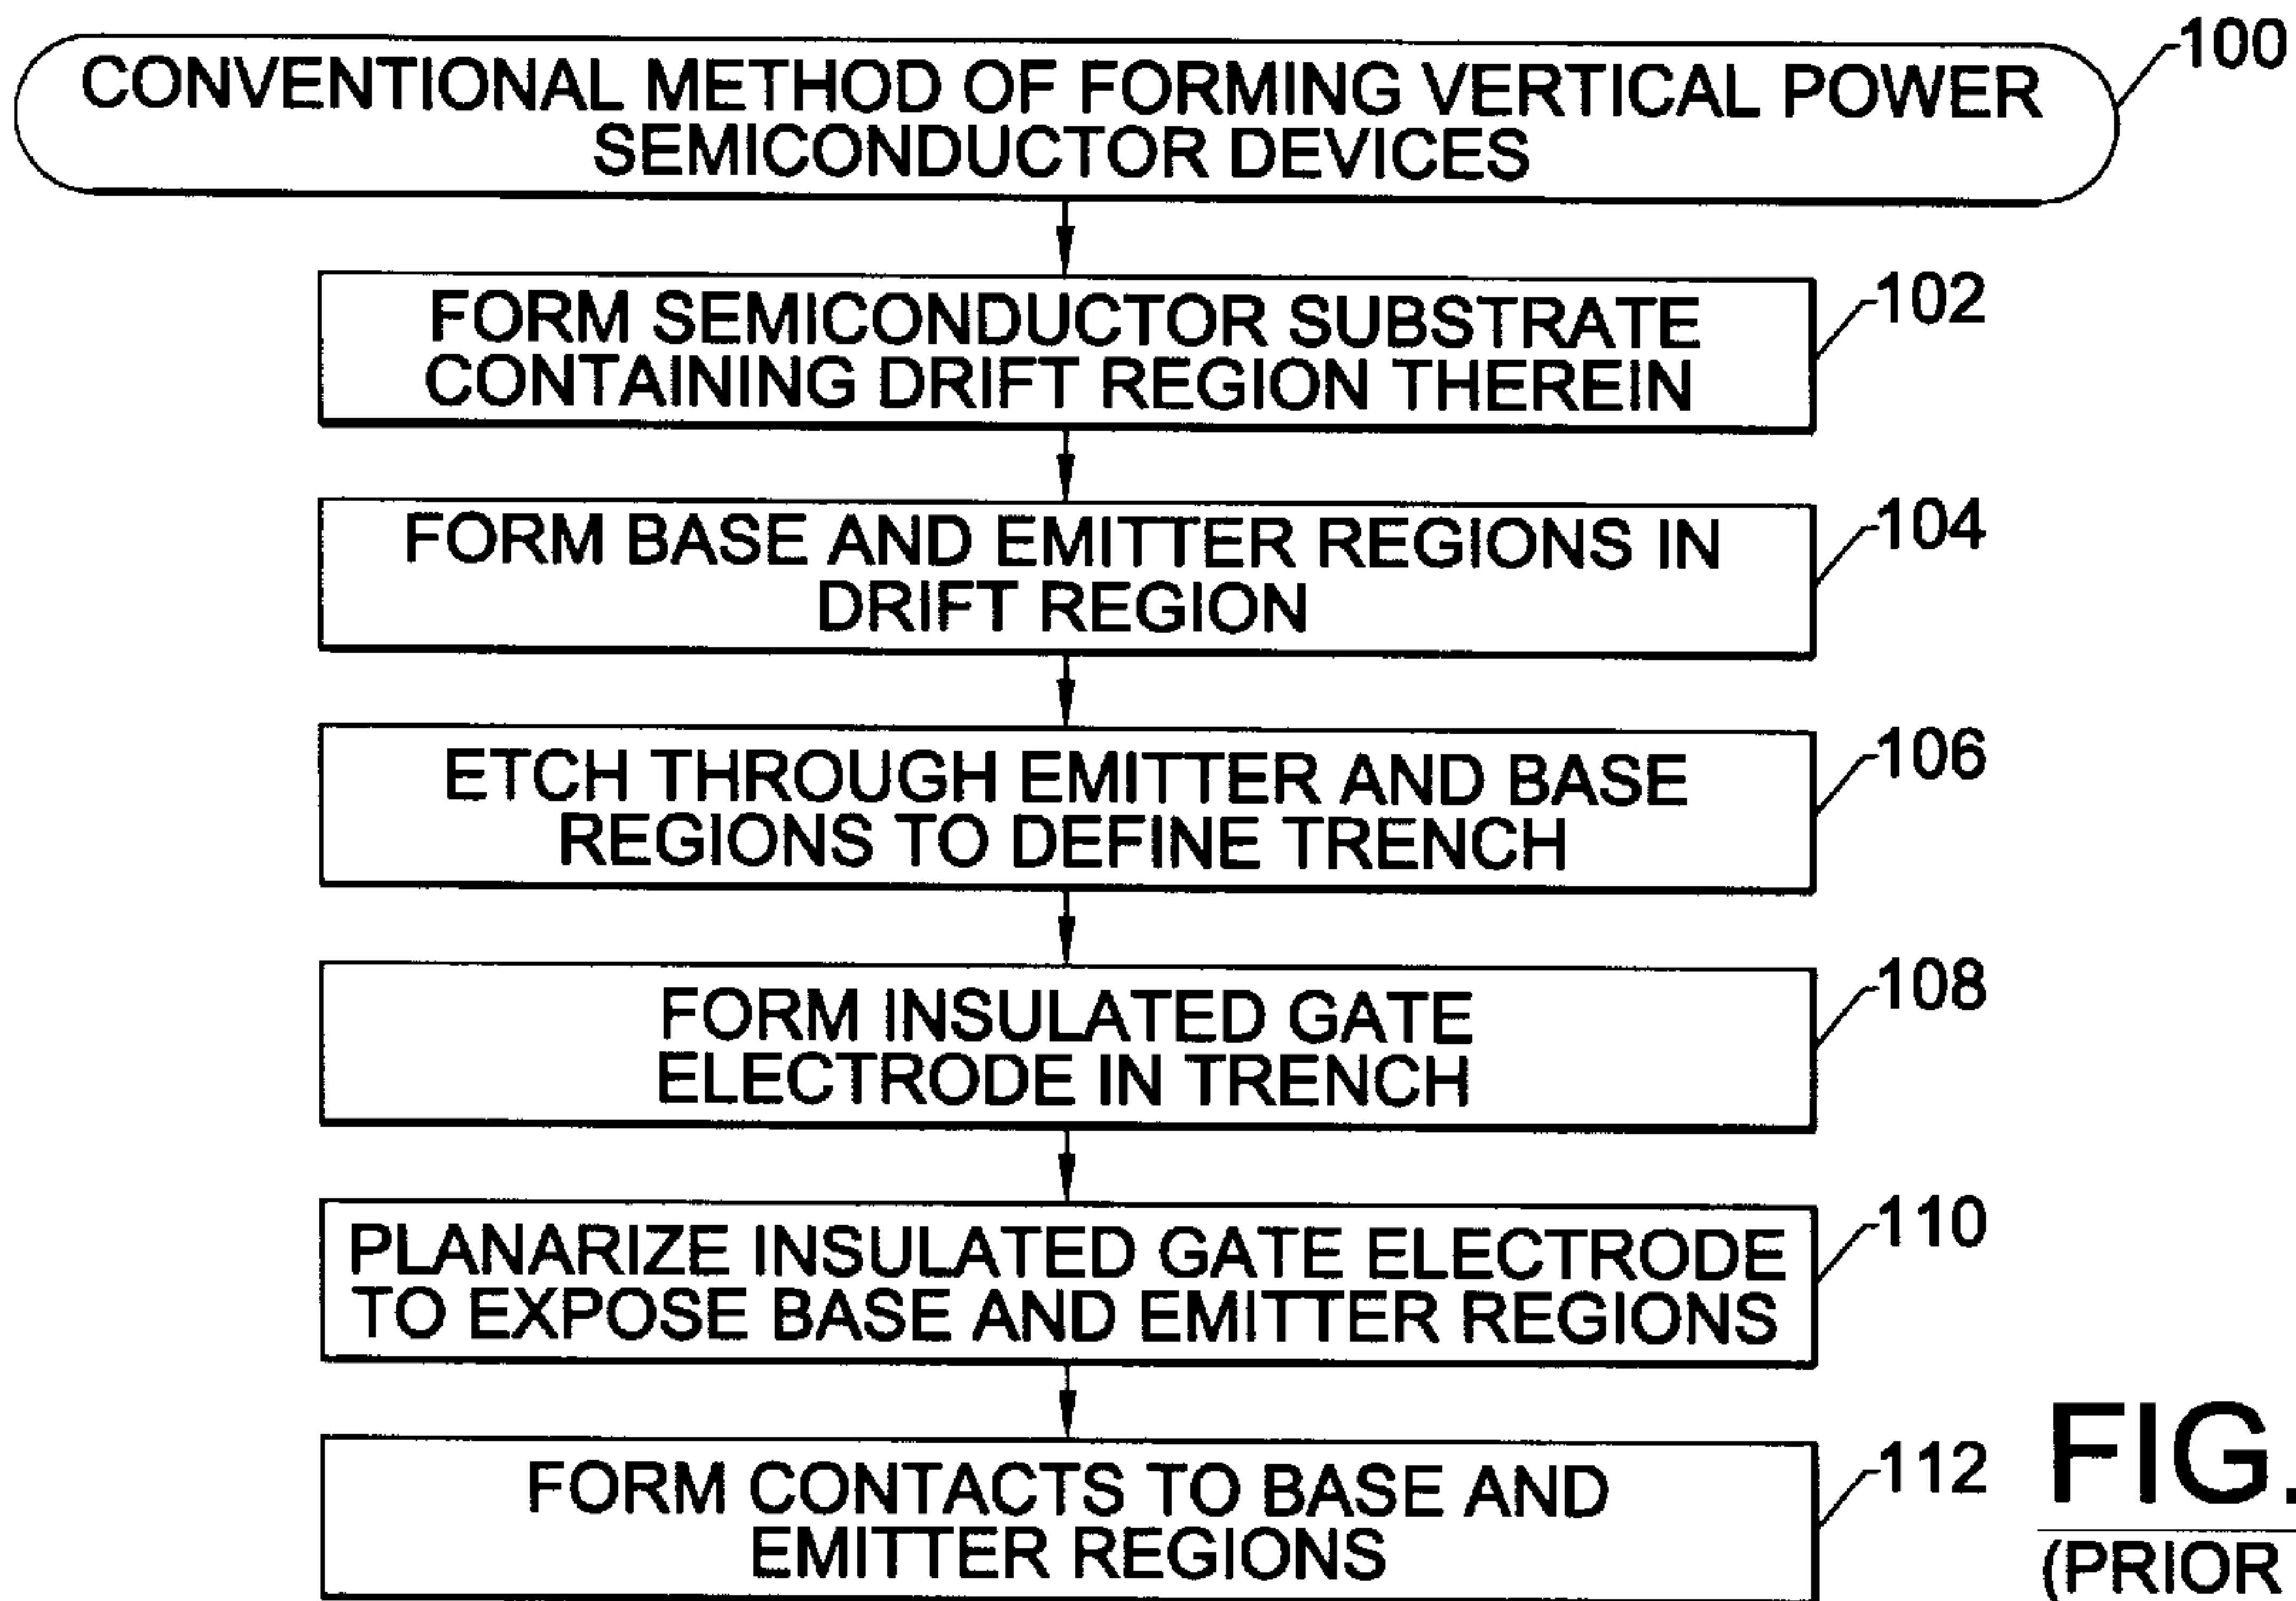 CONVENTIONAL METHOD OF FORMING VERTICAL POWER
SEMICONDUCTOR DEVICES
100
FORM SEMICONDUCTOR SUBSTRATE
CONTAINING DRIFT REGION THEREIN
102
FORM BASE AND EMITTER REGIONS IN
DRIFT REGION
104
ETCH THROUGH EMITTER AND BASE
REGIONS TO DEFINE TRENCH
106
FORM INSULATED GATE
ELECTRODE IN TRENCH
108
PLANARIZE INSULATED GATE ELECTRODE
TO EXPOSE BASE AND EMITTER REGIONS
110
FORM CONTACTS TO BASE AND
EMITTER REGIONS
112
FIG.
(PRIOR